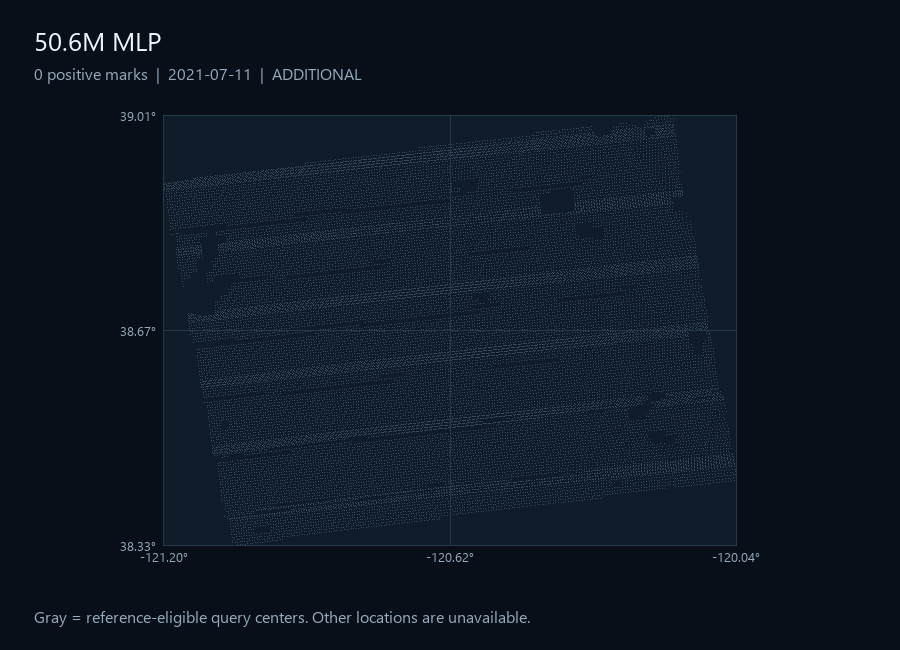 50.6M MLP
0 positive marks | 2021-07-11 | ADDITIONAL
39.01°
38.67°
38.33°
-121.20° -120.62° -120.04°
Gray = reference-eligible query centers. Other locations are unavailable.